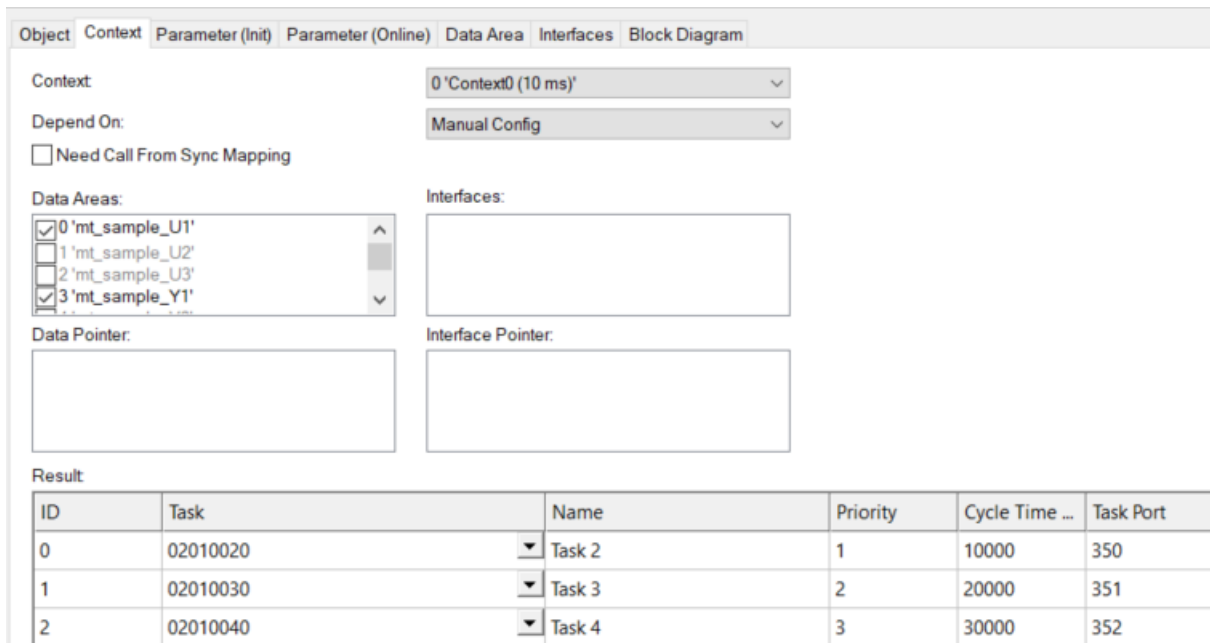 Object Context Parameter (Init) Parameter (Online) Data Area Interfaces Block Diagram
Context:
0 'Context0 (10 ms)'
Depend On:
Manual Config
Need Call From Sync Mapping
Data Areas:
0 'mt_sample_U1'
1 'mt_sample_U2'
2 'mt_sample_U3'
3 'mt_sample_Y1'
Interfaces:
Data Pointer:
Interface Pointer:
Result:
ID Task Name Priority Cycle Time ... Task Port
0 02010020 Task 2 1 10000 350
1 02010030 Task 3 2 20000 351
2 02010040 Task 4 3 30000 352